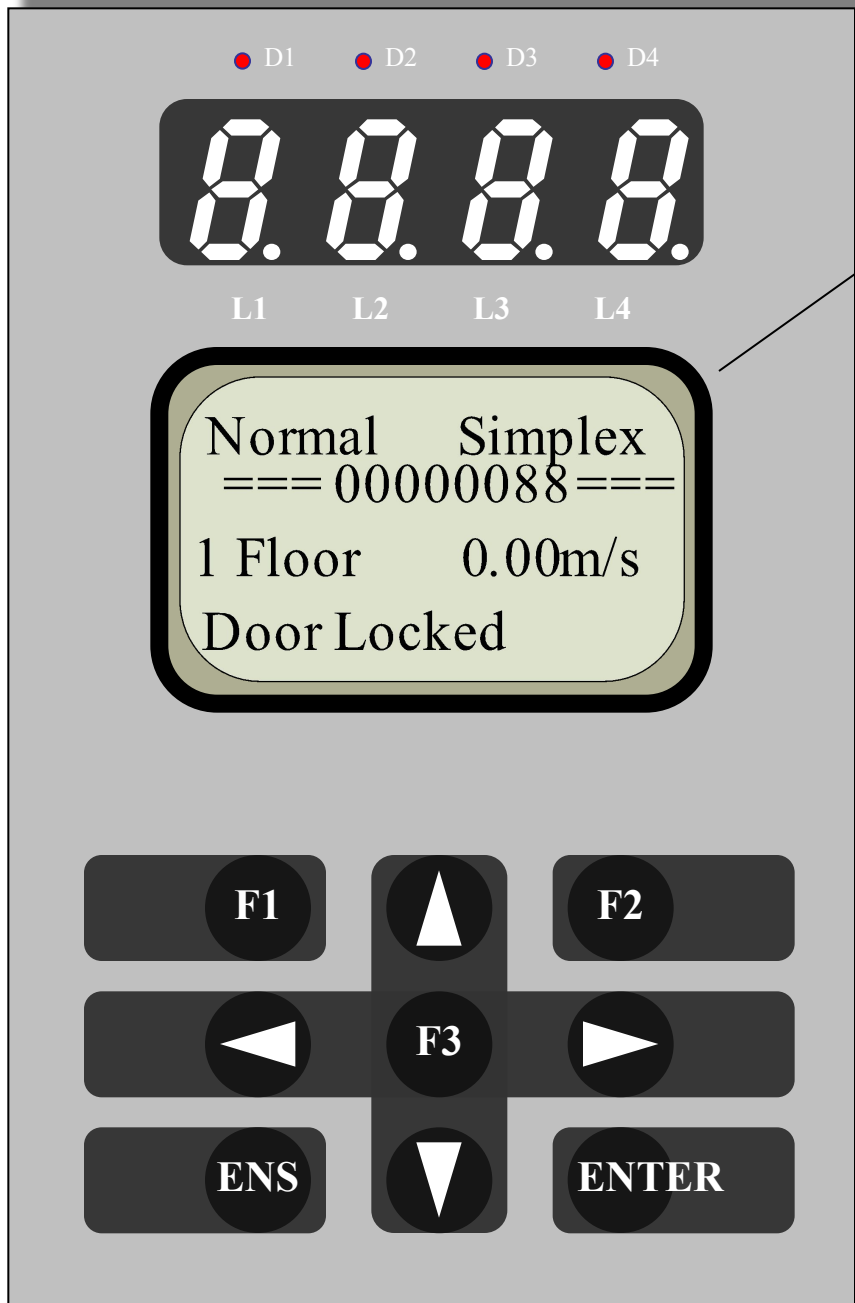 D1 D2 D3 D4
8.8.8.8.
L1 L2 L3 L4
Normal Simplex
===00000088===
1 Floor 0.00m/s
Door Locked
F1 F2
F3
ENS ENTER